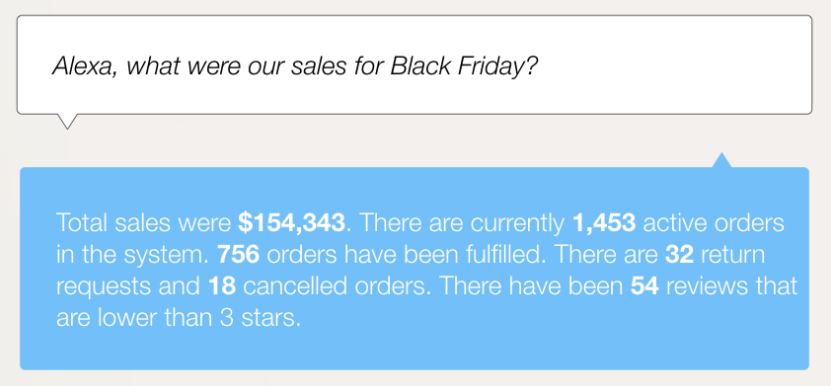 Alexa, what were our sales for Black Friday?
Total sales were $154,343. There are currently 1,453 active orders
in the system. 756 orders have been fulfilled. There are 32 return
requests and 18 cancelled orders. There have been 54 reviews that
are lower than 3 stars.